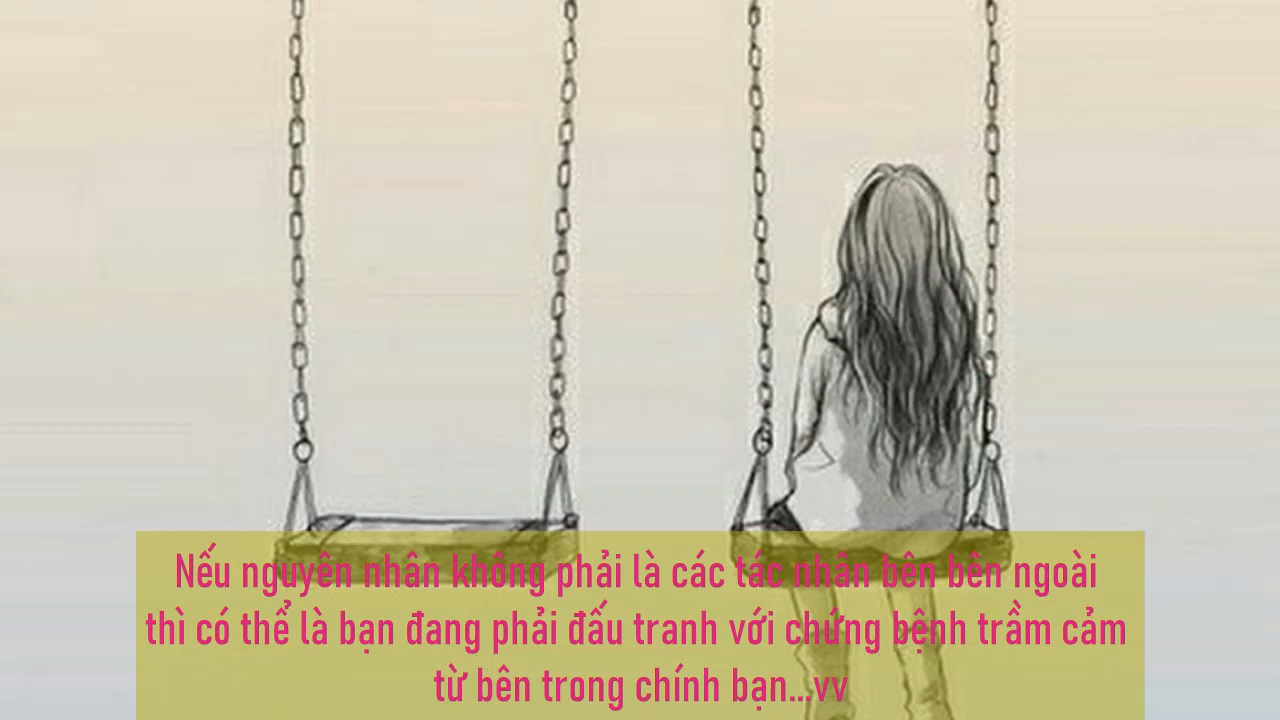 Nếu nguyên nhân không phải là các tác nhân bên bên ngoài
thì có thể là bạn đang phải đấu tranh với chứng bệnh trầm cảm
từ bên trong chính bạn...vv